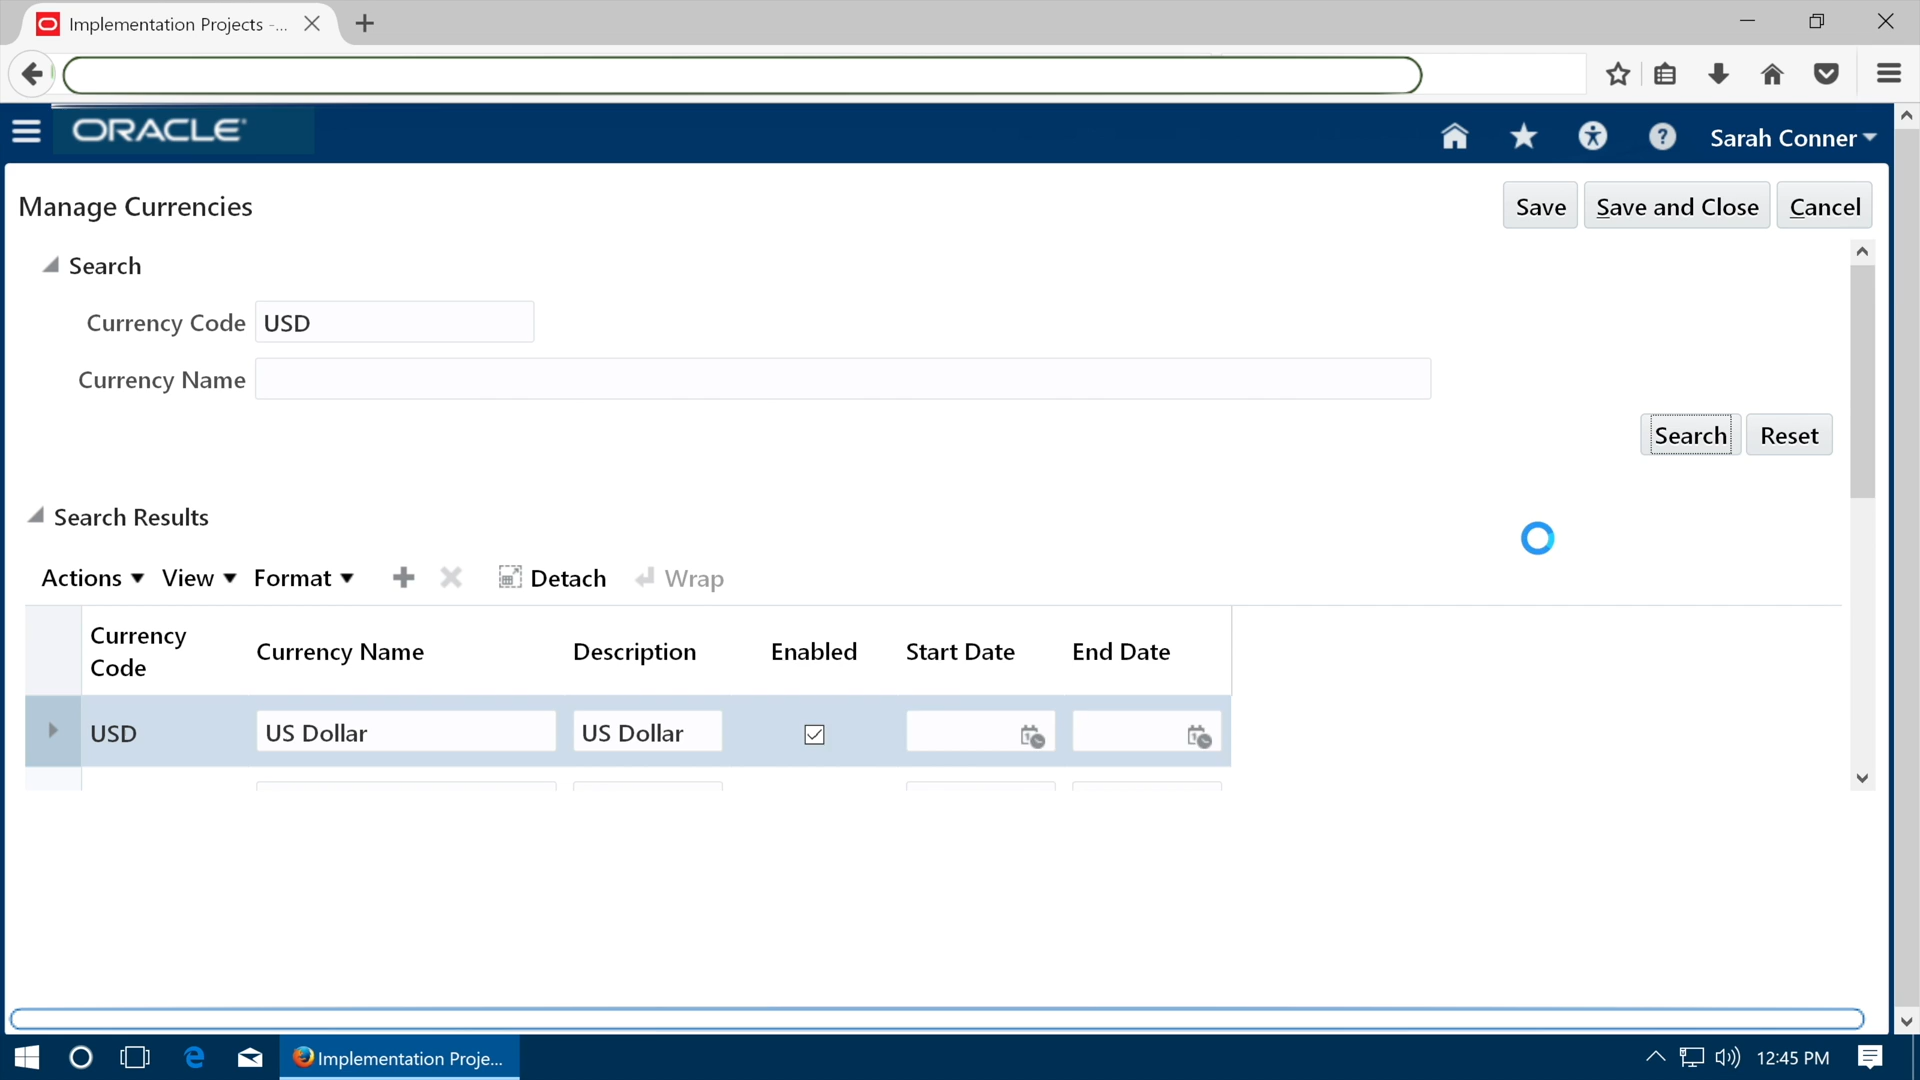 Implementation Projects -...
ORACLE
Sarah Conner
Manage Currencies
Save
Save and Close
Cancel
Search
Currency Code
USD
Currency Name
Search
Reset
Search Results
Actions
View
Format
Detach
Wrap
Currency Code
Currency Name
Description
Enabled
Start Date
End Date
USD
US Dollar
US Dollar
Implementation Proje...
12:45 PM